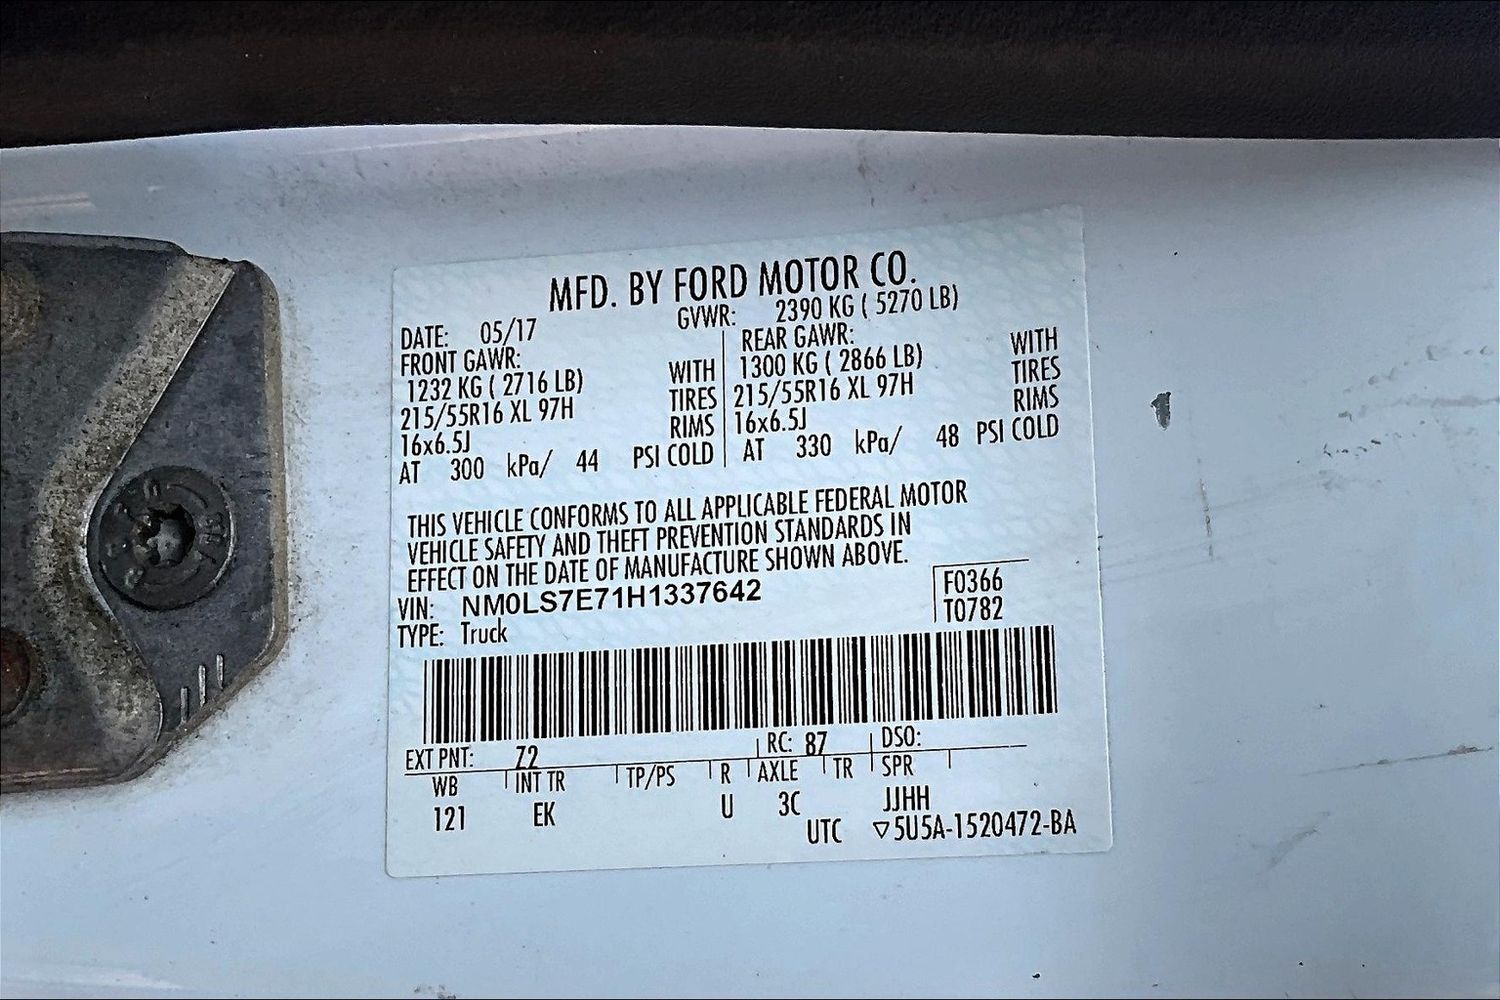 MFD. BY FORD MOTOR CO.
DATE: 05/17 GVWR: 2390 KG ( 5270 LB)
FRONT GAWR: REAR GAWR:
1232 KG ( 2716 LB) WITH 1300 KG ( 2866 LB) WITH
215/55R16 XL 97H TIRES 215/55R16 XL 97H TIRES
16x6.5J RIMS 16x6.5J RIMS
AT 300 kPa/ 44 PSI COLD AT 330 kPa/ 48 PSI COLD
THIS VEHICLE CONFORMS TO ALL APPLICABLE FEDERAL MOTOR
VEHICLE SAFETY AND THEFT PREVENTION STANDARDS IN
EFFECT ON THE DATE OF MANUFACTURE SHOWN ABOVE.
VIN: NM0LS7E71H1337642 F0366
TYPE: Truck T0782
EXT PNT: Z2 RC: 87 DSO:
WB INT TR TP/PS R AXLE TR SPR
121 EK U 3C JJHH
UTC ▽5U5A-1520472-BA